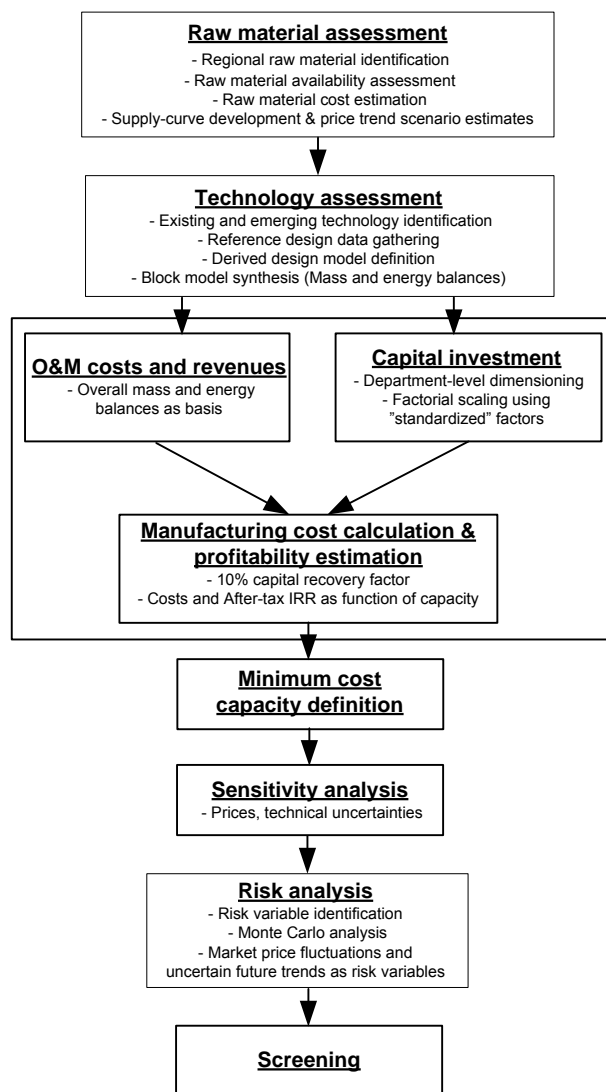 Raw material assessment
- Regional raw material identification
- Raw material availability assessment
- Raw material cost estimation
- Supply-curve development & price trend scenario estimates
Technology assessment
- Existing and emerging technology identification
- Reference design data gathering
- Derived design model definition
- Block model synthesis (Mass and energy balances)
O&M costs and revenues
- Overall mass and energy
balances as basis
Capital investment
- Department-level dimensioning
- Factorial scaling using
”standardized” factors
Manufacturing cost calculation &
profitability estimation
- 10% capital recovery factor
- Costs and After-tax IRR as function of capacity
Minimum cost
capacity definition
Sensitivity analysis
- Prices, technical uncertainties
Risk analysis
- Risk variable identification
- Monte Carlo analysis
- Market price fluctuations and
uncertain future trends as risk variables
Screening